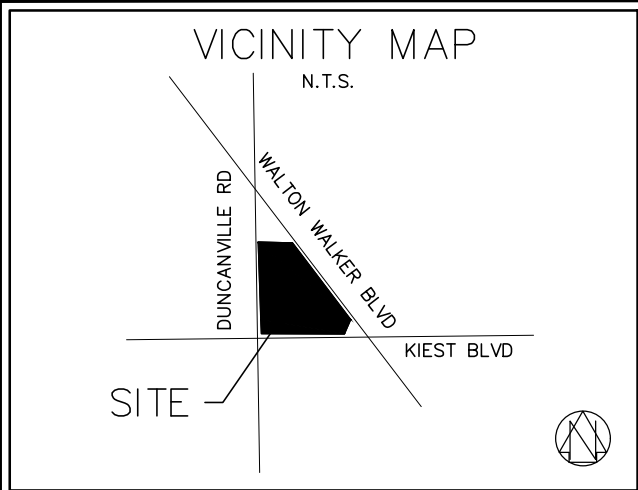 VICINITY MAP
N.T.S.
DUNCANVILLE RD
WALTON WALKER BLVD
KIEST BLVD
SITE
N